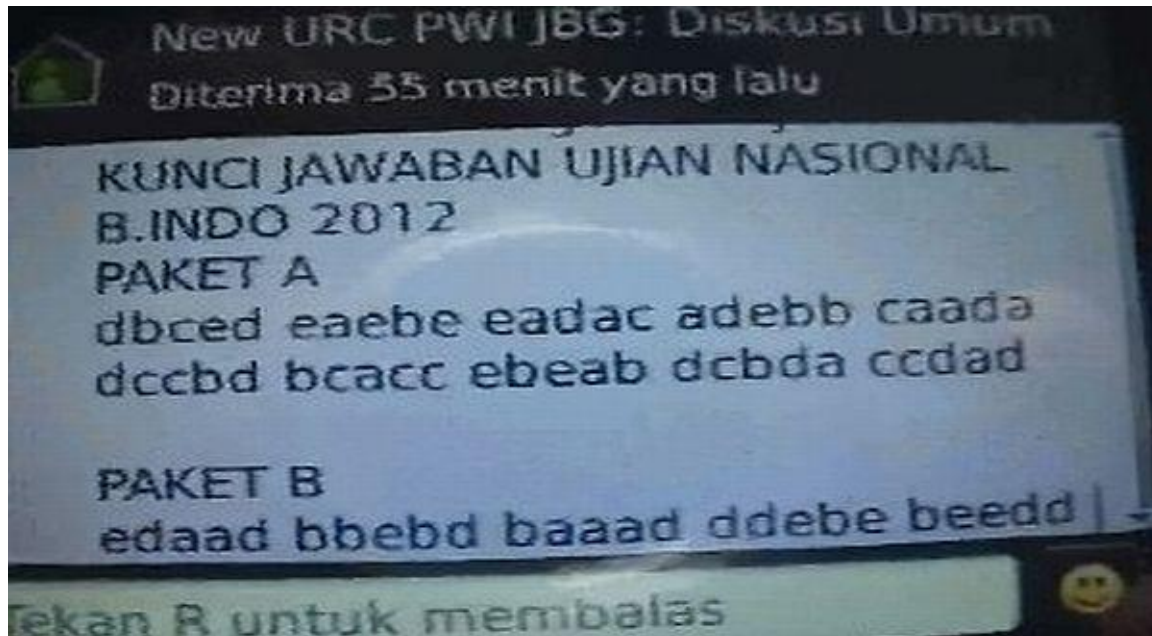 New URC PWI JBG: Diskusi Umum
Diterima 55 menit yang lalu
KUNCI JAWABAN UJIAN NASIONAL
B.INDO 2012
PAKET A
dbced eaebe eadac adebb caada
dccbd bcacc ebeab dcbda ccdad
PAKET B
edaad bbebd baaad ddebe beedd
Tekan R untuk membalas